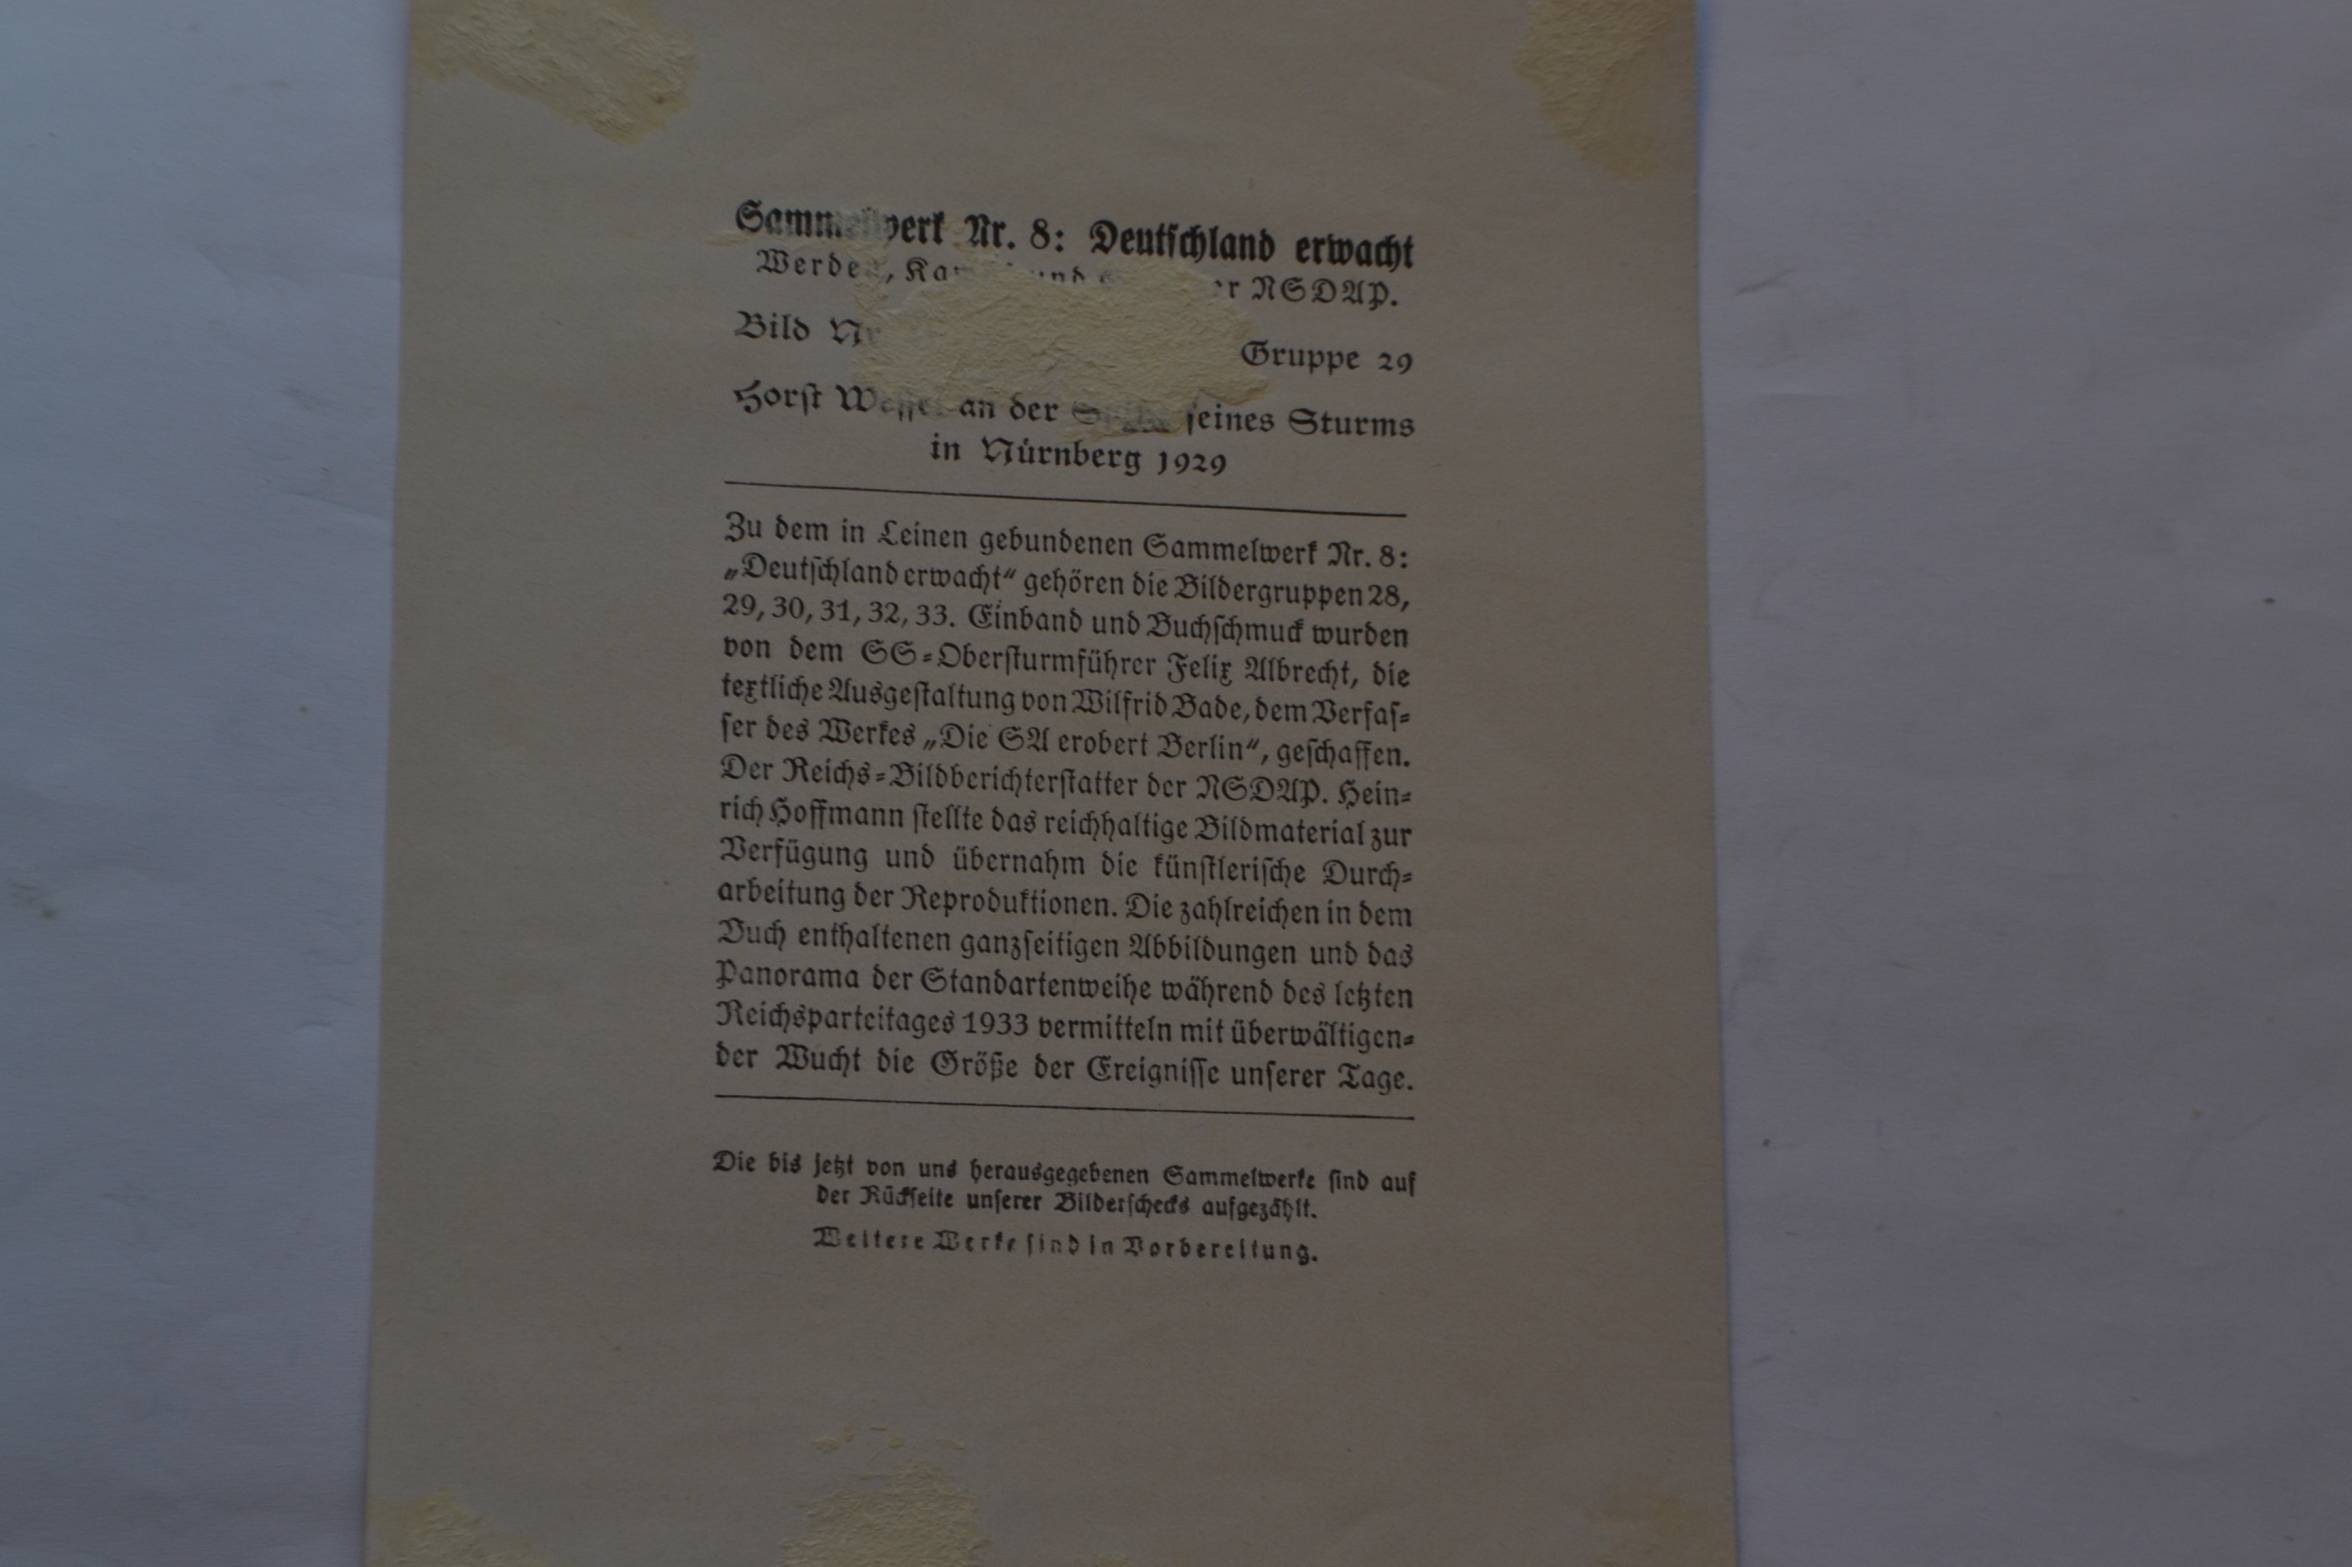 Sammelwerk Nr. 8: Deutschland erwacht
Werden, und er NSDAP.
Bild Nr Gruppe 29
Horst Wessel an der Spitze seines Sturms
in Nürnberg 1929
Zu dem in Leinen gebundenen Sammelwerk Nr. 8:
„Deutschland erwacht“ gehören die Bildergruppen 28,
29, 30, 31, 32, 33. Einband und Buchschmuck wurden
von dem SS-Obersturmführer Felix Albrecht, die
textliche Ausgestaltung von Wilfrid Bade, dem Verfas-
ser des Werkes „Die SA erobert Berlin“, geschaffen.
Der Reichs-Bildberichterstatter der NSDAP. Hein-
rich Hoffmann stellte das reichhaltige Bildmaterial zur
Verfügung und übernahm die künstlerische Durch-
arbeitung der Reproduktionen. Die zahlreichen in dem
Buch enthaltenen ganzseitigen Abbildungen und das
Panorama der Standartenweihe während des letzten
Reichsparteitages 1933 vermitteln mit überwältigen-
der Wucht die Größe der Ereignisse unserer Tage.
Die bis jetzt von uns herausgegebenen Sammelwerke sind auf
der Rückseite unserer Bilderschecks aufgezählt.
Weitere Werke sind in Vorbereitung.